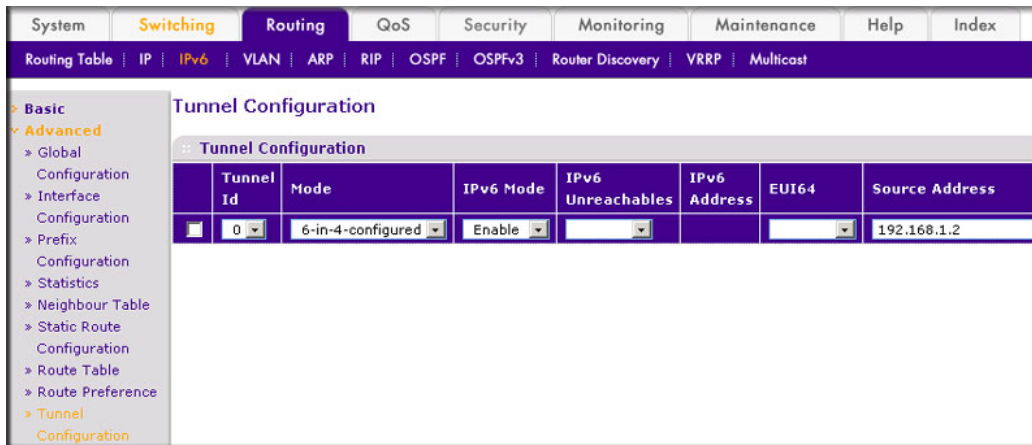 System Switching Routing QoS Security Monitoring Maintenance Help Index
Routing Table IP IPv6 VLAN ARP RIP OSPF OSPFv3 Router Discovery VRRP Multicast
Basic
Advanced
» Global
Configuration
» Interface
Configuration
» Prefix
Configuration
» Statistics
» Neighbour Table
» Static Route
Configuration
» Route Table
» Route Preference
» Tunnel
Configuration
Tunnel Configuration
Tunnel Configuration
Tunnel Id Mode IPv6 Mode IPv6 Unreachables IPv6 Address EUI64 Source Address
0 6-in-4-configured Enable 192.168.1.2